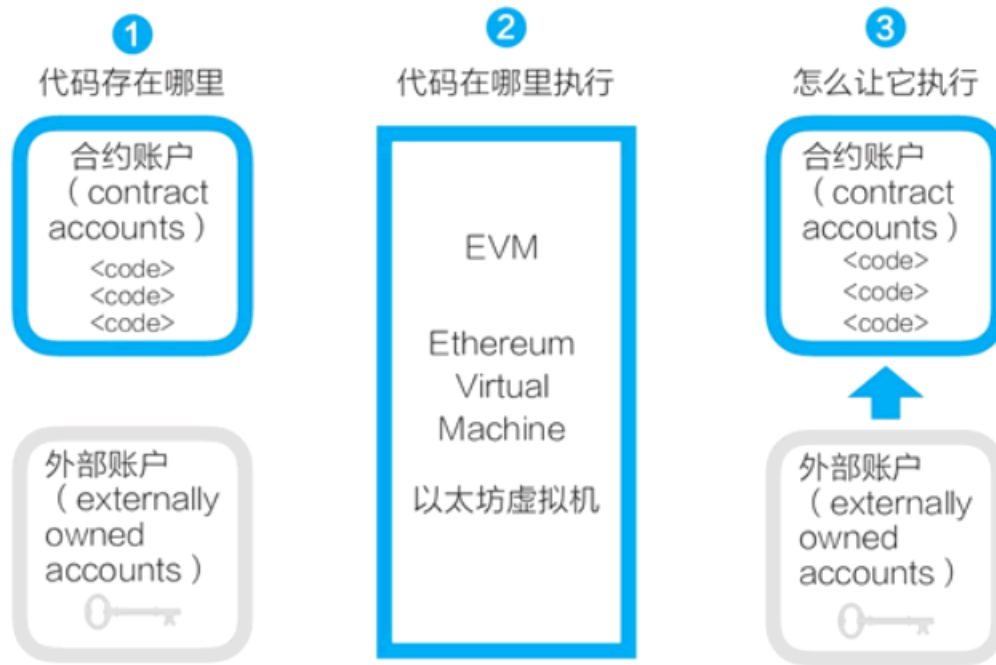 1
代码存在哪里
合约账户
（contract
accounts）
<code>
<code>
<code>
外部账户
（externally
owned
accounts）
2
代码在哪里执行
EVM
Ethereum
Virtual
Machine
以太坊虚拟机
3
怎么让它执行
合约账户
（contract
accounts）
<code>
<code>
<code>
外部账户
（externally
owned
accounts）